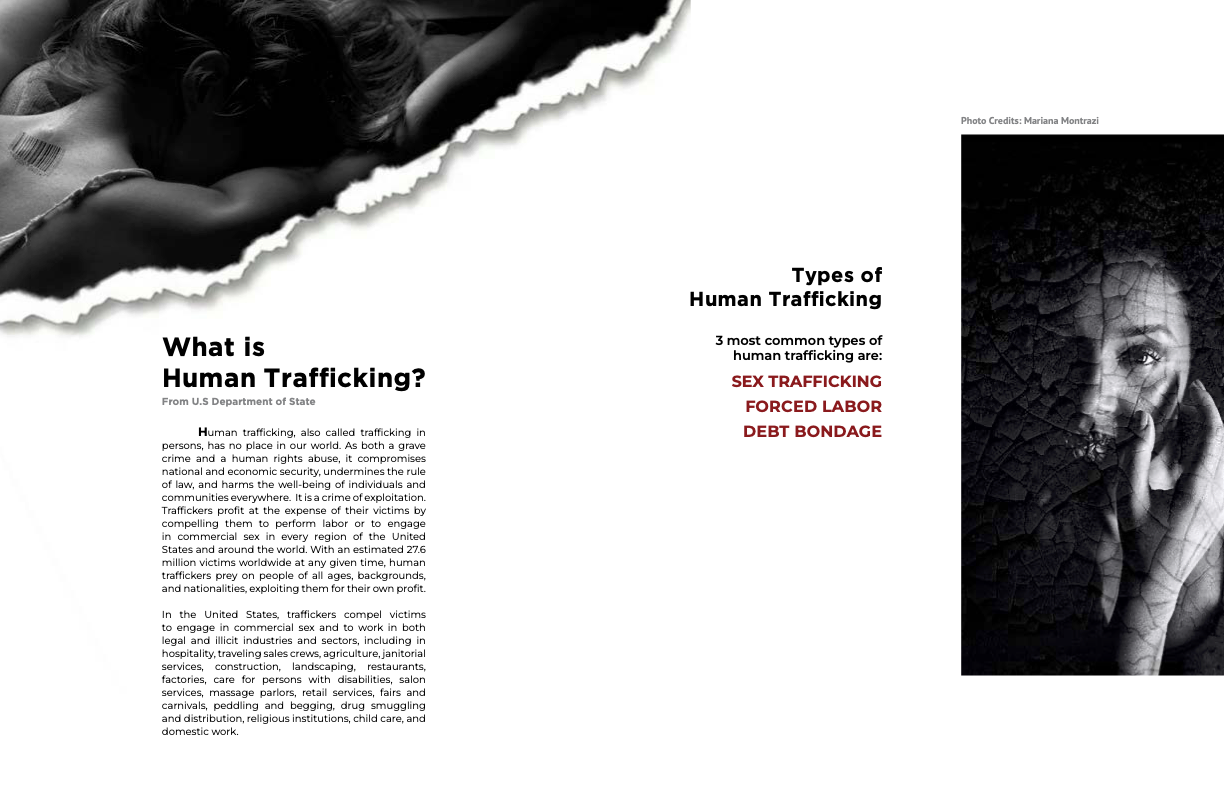 What is
Human Trafficking?
From U.S Department of State
Human trafficking, also called trafficking in
persons, has no place in our world. As both a grave
crime and a human rights abuse, it compromises
national and economic security, undermines the rule
of law, and harms the well-being of individuals and
communities everywhere. It is a crime of exploitation.
Traffickers profit at the expense of their victims by
compelling them to perform labor or to engage
in commercial sex in every region of the United
States and around the world. With an estimated 27.6
million victims worldwide at any given time, human
traffickers prey on people of all ages, backgrounds,
and nationalities, exploiting them for their own profit.
In the United States, traffickers compel victims
to engage in commercial sex and to work in both
legal and illicit industries and sectors, including in
hospitality, traveling sales crews, agriculture, janitorial
services, construction, landscaping, restaurants,
factories, care for persons with disabilities, salon
services, massage parlors, retail services, fairs and
carnivals, peddling and begging, drug smuggling
and distribution, religious institutions, child care, and
domestic work.
Types of
Human Trafficking
3 most common types of
human trafficking are:
SEX TRAFFICKING
FORCED LABOR
DEBT BONDAGE
Photo Credits: Mariana Montrazi